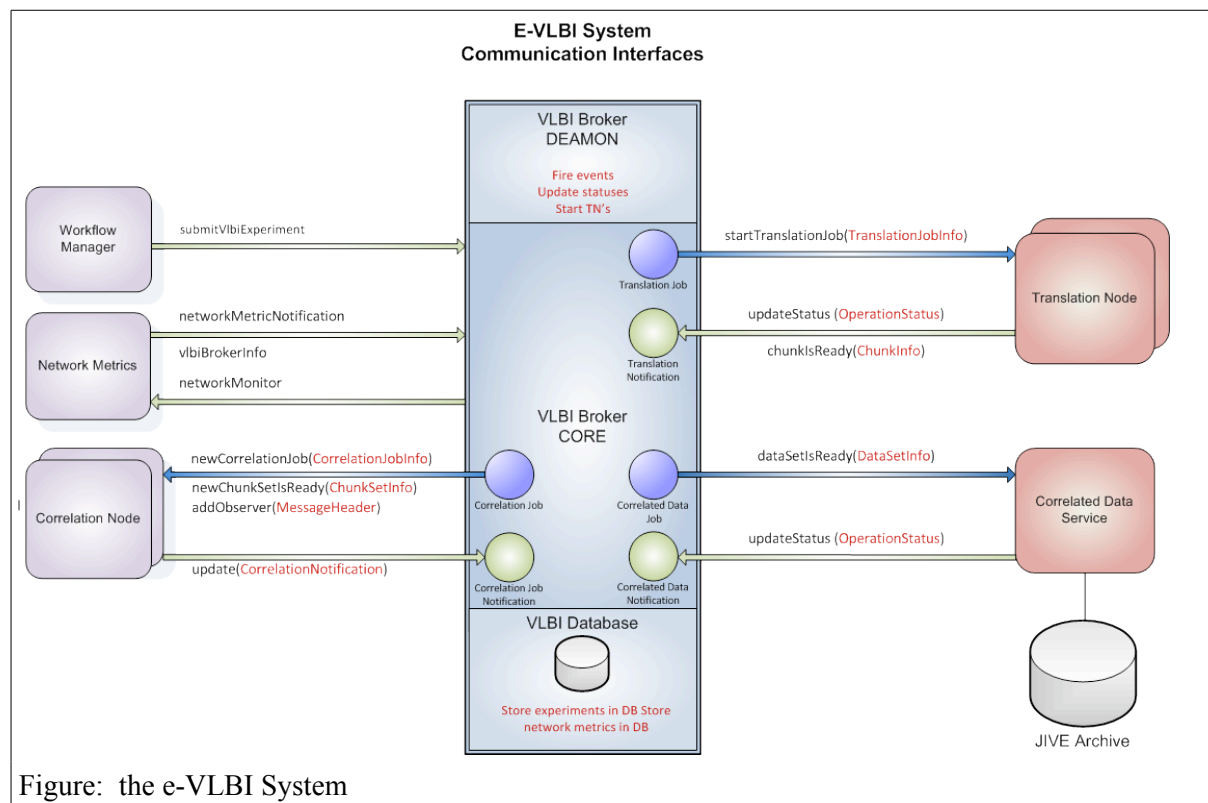 E-VLBI System
Communication Interfaces
VLBI Broker
DEAMON
Fire events
Update statuses
Start TN's
Workflow
Manager
submitVlbiExperiment
startTranslationJob(TranslationJobInfo)
Translation Job
Translation Node
Network Metrics
networkMetricNotification
vlbiBrokerInfo
networkMonitor
updateStatus (OperationStatus)
chunkIsReady(ChunkInfo)
Translation
Notification
VLBI Broker
CORE
Correlation Node
newCorrelationJob(CorrelationJobInfo)
newChunkSetIsReady(ChunkSetInfo)
addObserver(MessageHeader)
Correlation Job
update(CorrelationNotification)
Correlation Job
Notification
Correlated Data
Job
dataSetIsReady(DataSetInfo)
Correlated Data
Service
updateStatus (OperationStatus)
Correlated Data
Notification
VLBI Database
Store experiments in DB Store
network metrics in DB
JIVE Archive
Figure: the e-VLBI System